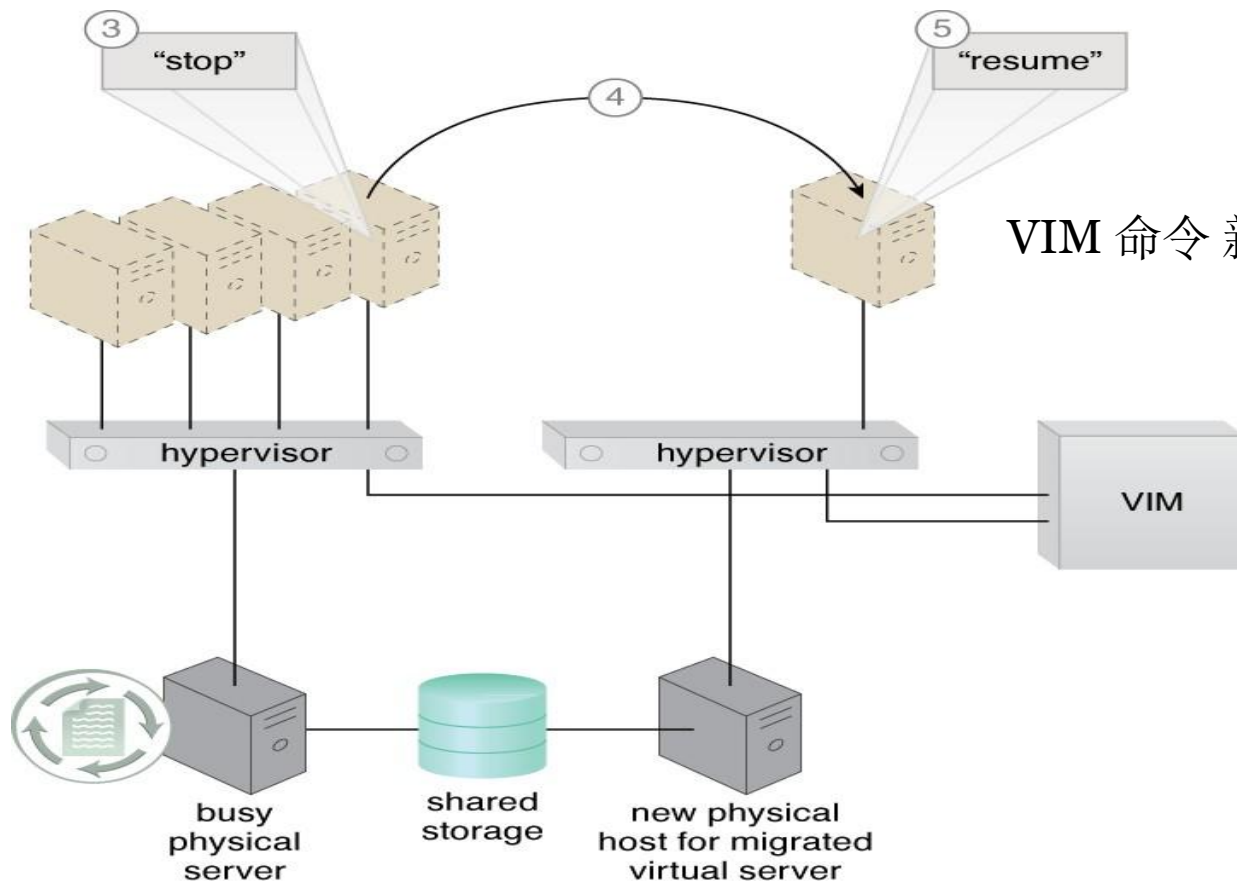 3
"stop"
5
"resume"
4
VIM 命令
hypervisor
hypervisor
VIM
busy
physical
server
shared
storage
new physical
host for migrated
virtual server